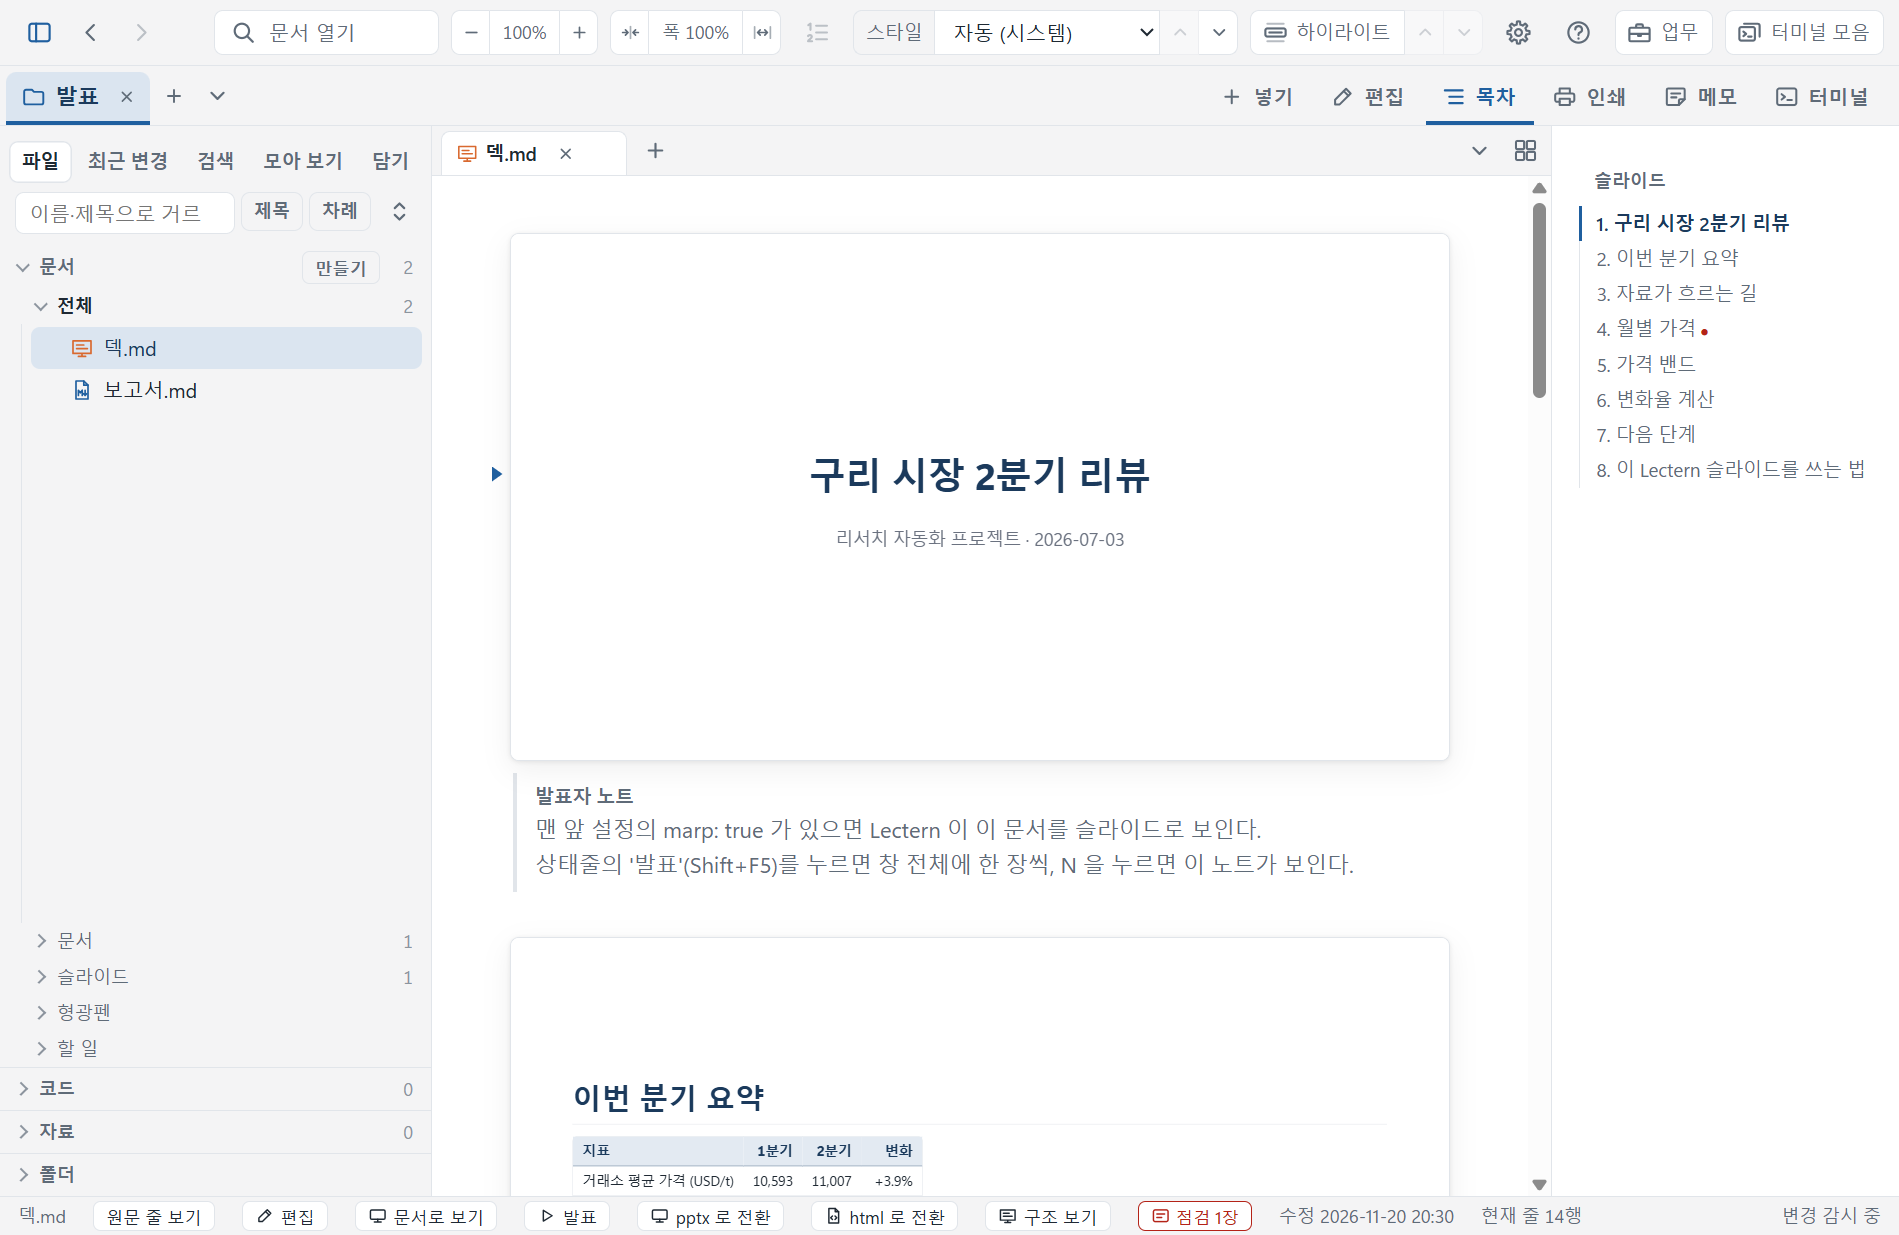 문서 열기
100%
폭 100%
스타일
자동 (시스템)
하이라이트
업무
터미널 모음
발표
넣기
편집
목차
인쇄
메모
터미널
파일
최근 변경
검색
모아 보기
담기
덱.md
이름·제목으로 거르
제목
차례
문서
만들기
2
전체
2
덱.md
보고서.md
문서
1
슬라이드
1
형광펜
할 일
코드
0
자료
0
폴더
구리 시장 2분기 리뷰
리서치 자동화 프로젝트 · 2026-07-03
발표자 노트
맨 앞 설정의 marp: true 가 있으면 Lectern 이 이 문서를 슬라이드로 보인다.
상태줄의 '발표'(Shift+F5)를 누르면 창 전체에 한 장씩, N 을 누르면 이 노트가 보인다.
이번 분기 요약
지표 1분기 2분기 변화
거래소 평균 가격 (USD/t) 10,593 11,007 +3.9%
슬라이드
1. 구리 시장 2분기 리뷰
2. 이번 분기 요약
3. 자료가 흐르는 길
4. 월별 가격
5. 가격 밴드
6. 변화율 계산
7. 다음 단계
8. 이 Lectern 슬라이드를 쓰는 법
덱.md
원문 줄 보기
편집
문서로 보기
발표
pptx 로 전환
html 로 전환
구조 보기
점검 1장
수정 2026-11-20 20:30
현재 줄 14행
변경 감시 중